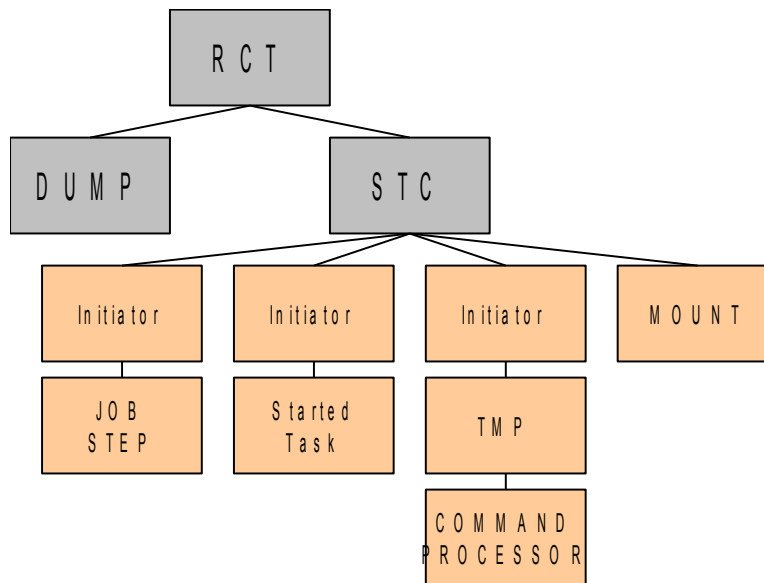 RCT
DUMP
STC
Initiator
Initiator
Initiator
MOUNT
JOB
STEP
Started
Task
TMP
COMMAND
PROCESSOR